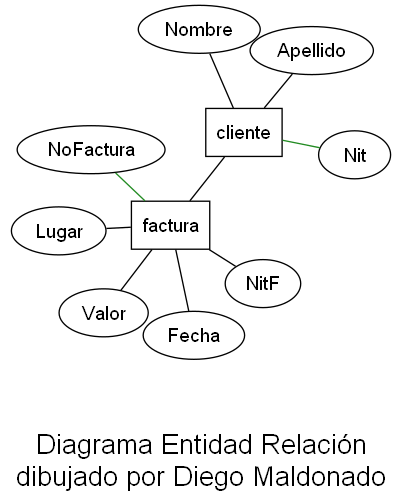 Nombre
Apellido
cliente
NoFactura
Nit
Lugar
factura
NitF
Valor
Fecha
Diagrama Entidad Relación
dibujado por Diego Maldonado